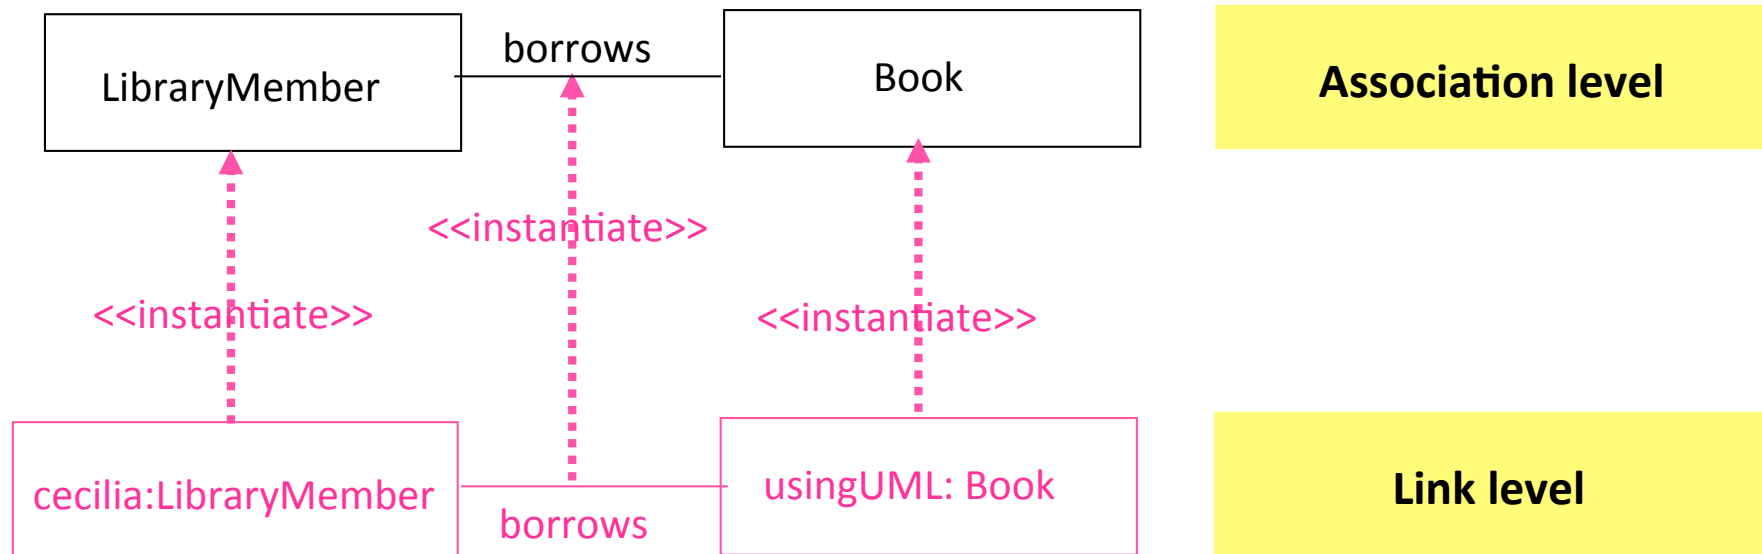 borrows
LibraryMember
Book
Association level
<<instantiate>>
<<instantiate>>
<<instantiate>>
cecilia:LibraryMember
usingUML: Book
Link level
borrows